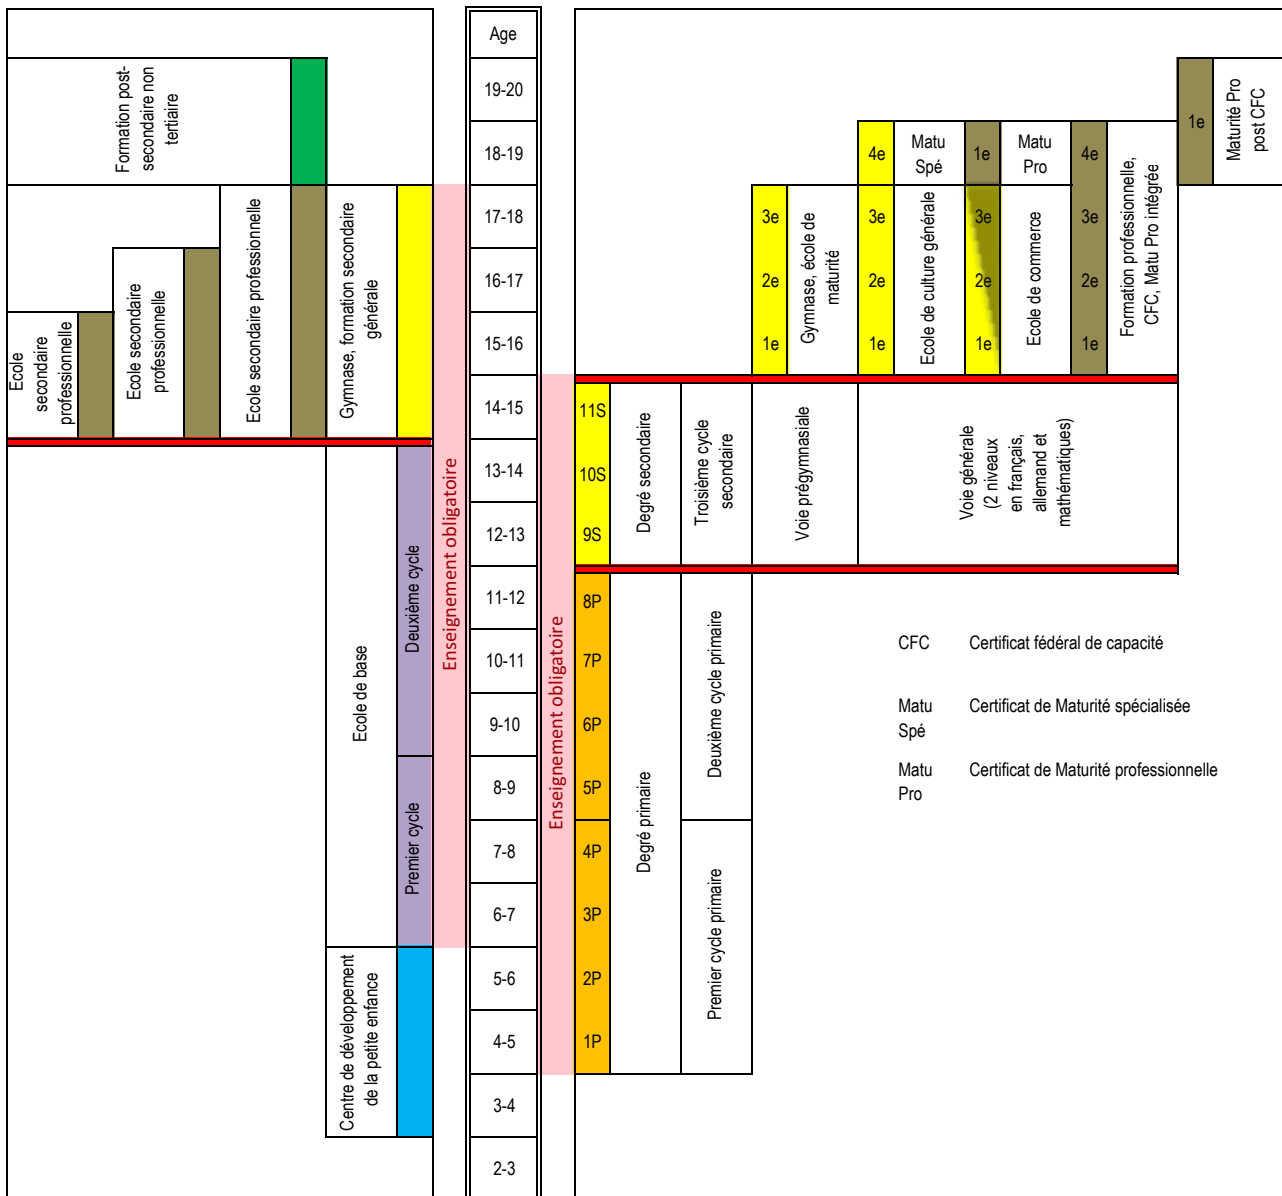 Formation post-
secondaire non
tertiaire
Ecole
secondaire
professionnelle
Ecole secondaire
professionnelle
Ecole secondaire professionnelle
Gymnase, formation secondaire
générale
Ecole de base
Deuxième cycle
Premier cycle
Centre de développement
de la petite enfance
Enseignement obligatoire
Age
19-20
18-19
17-18
16-17
15-16
14-15
13-14
12-13
11-12
10-11
9-10
8-9
7-8
6-7
5-6
4-5
3-4
2-3
Enseignement obligatoire
1e
Maturité Pro
post CFC
4e
Matu
Spé
1e
Matu
Pro
4e
3e
2e
1e
Gymnase, école de
maturité
3e
2e
1e
Ecole de culture générale
3e
2e
1e
Ecole de commerce
3e
2e
1e
Formation professionnelle,
CFC, Matu Pro intégrée
11S
10S
9S
Degré secondaire
Troisième cycle
secondaire
Voie prégymnasiale
Voie générale
(2 niveaux
en français,
allemand et
mathématiques)
8P
7P
6P
5P
4P
3P
2P
1P
Degré primaire
Deuxième cycle primaire
Premier cycle primaire
CFC Certificat fédéral de capacité
Matu Certificat de Maturité spécialisée
Spé
Matu Certificat de Maturité professionnelle
Pro